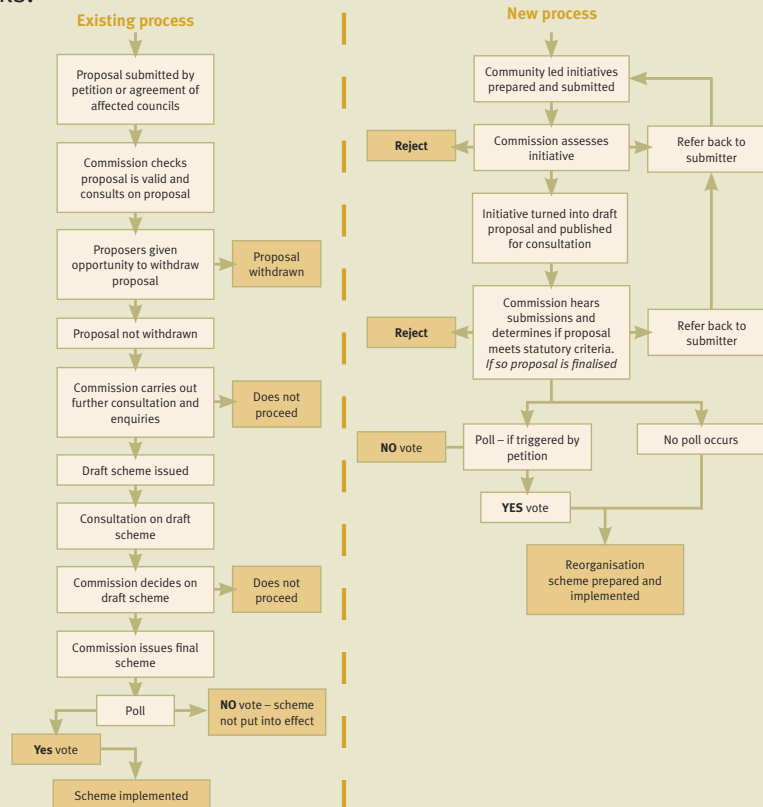 Existing process
Proposal submitted by
petition or agreement of
affected councils
Commission checks
proposal is valid and
consults on proposal
Proposers given
opportunity to withdraw
proposal
Proposal
withdrawn
Proposal not withdrawn
Commission carries out
further consultation and
enquiries
Does not
proceed
Draft scheme issued
Consultation on draft
scheme
Commission decides on
draft scheme
Does not
proceed
Commission issues final
scheme
Poll
NO vote – scheme
not put into effect
Yes vote
Scheme implemented
New process
Community led initiatives
prepared and submitted
Reject
Commission assesses
initiative
Refer back to
submitter
Initiative turned into draft
proposal and published
for consultation
Reject
Commission hears
submissions and
determines if proposal
meets statutory criteria.
If so proposal is finalised
Refer back to
submitter
NO vote
Poll – if triggered by
petition
No poll occurs
YES vote
Reorganisation
scheme prepared and
implemented